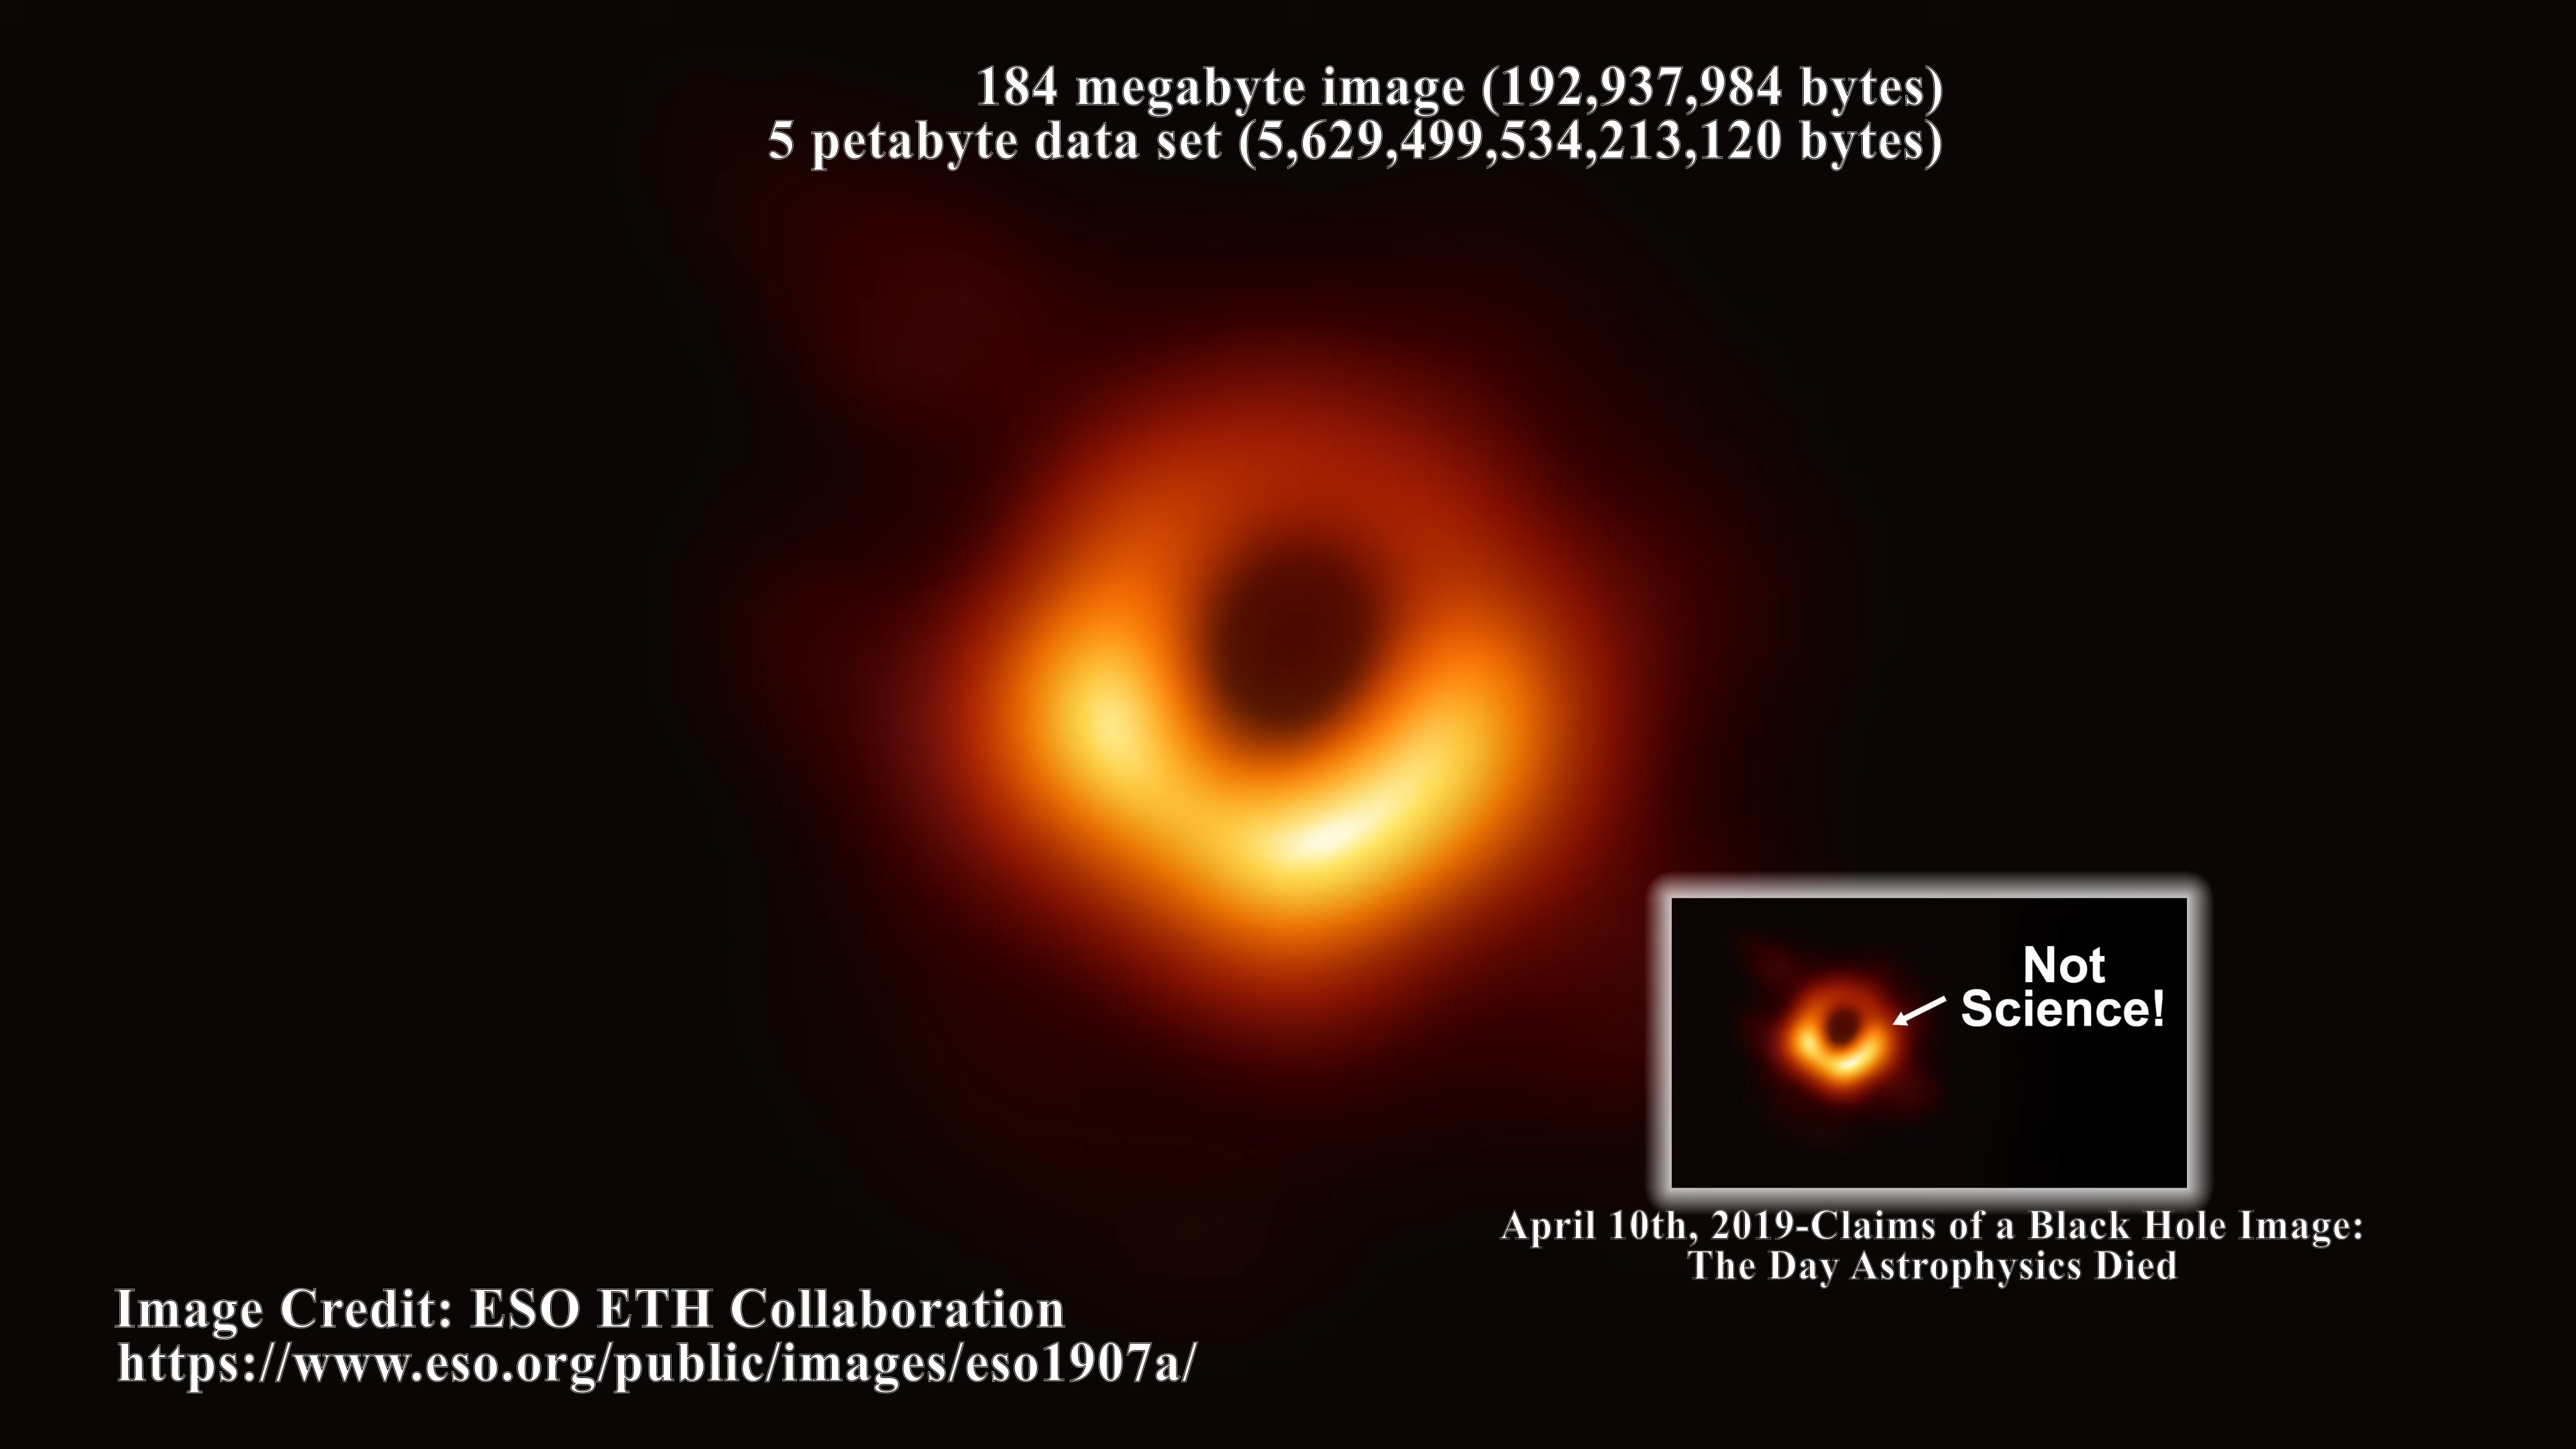 184 megabyte image (192,937,984 bytes)
5 petabyte data set (5,629,499,534,213,120 bytes)
Not
Science!
April 10th, 2019-Claims of a Black Hole Image:
The Day Astrophysics Died
Image Credit: ESO ETH Collaboration
https://www.eso.org/public/images/eso1907a/